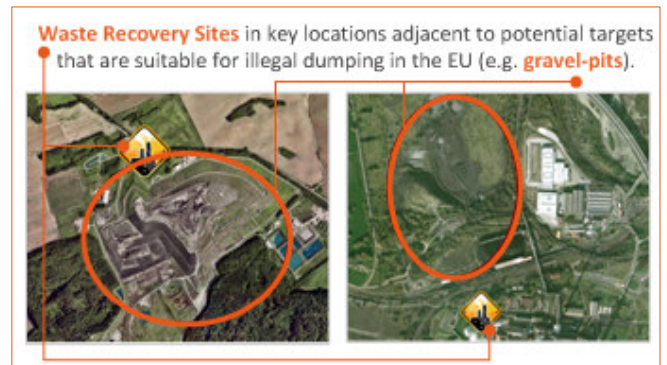 Waste Recovery Sites in key locations adjacent to potential targets
that are suitable for illegal dumping in the EU (e.g. gravel-pits).